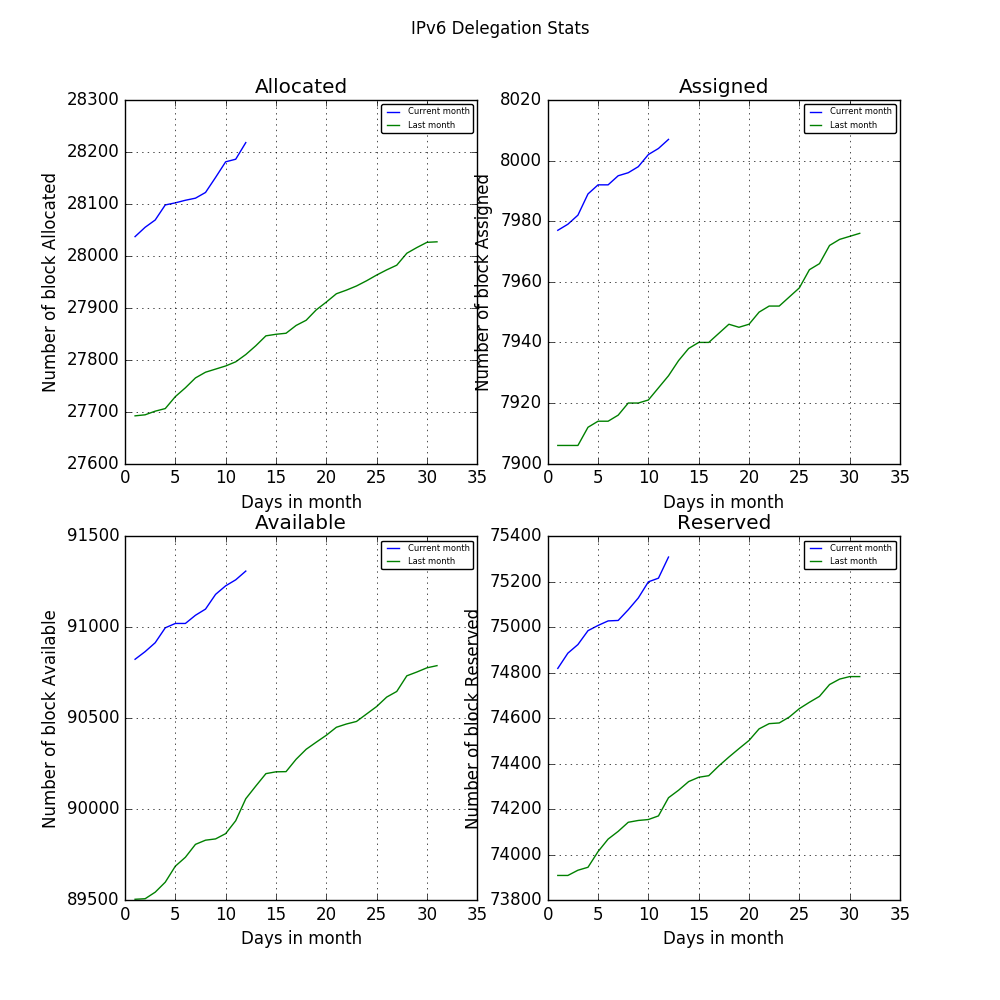 IPv6 Delegation Stats
Allocated
Number of block Allocated
28300
28200
28100
28000
27900
27800
27700
27600
Current month
Last month
0 5 10 15 20 25 30 35
Days in month
Assigned
Number of block Assigned
8020
8000
7980
7960
7940
7920
7900
Current month
Last month
0 5 10 15 20 25 30 35
Days in month
Available
Number of block Available
91500
91000
90500
90000
89500
Current month
Last month
0 5 10 15 20 25 30 35
Days in month
Reserved
Number of block Reserved
75400
75200
75000
74800
74600
74400
74200
74000
73800
Current month
Last month
0 5 10 15 20 25 30 35
Days in month